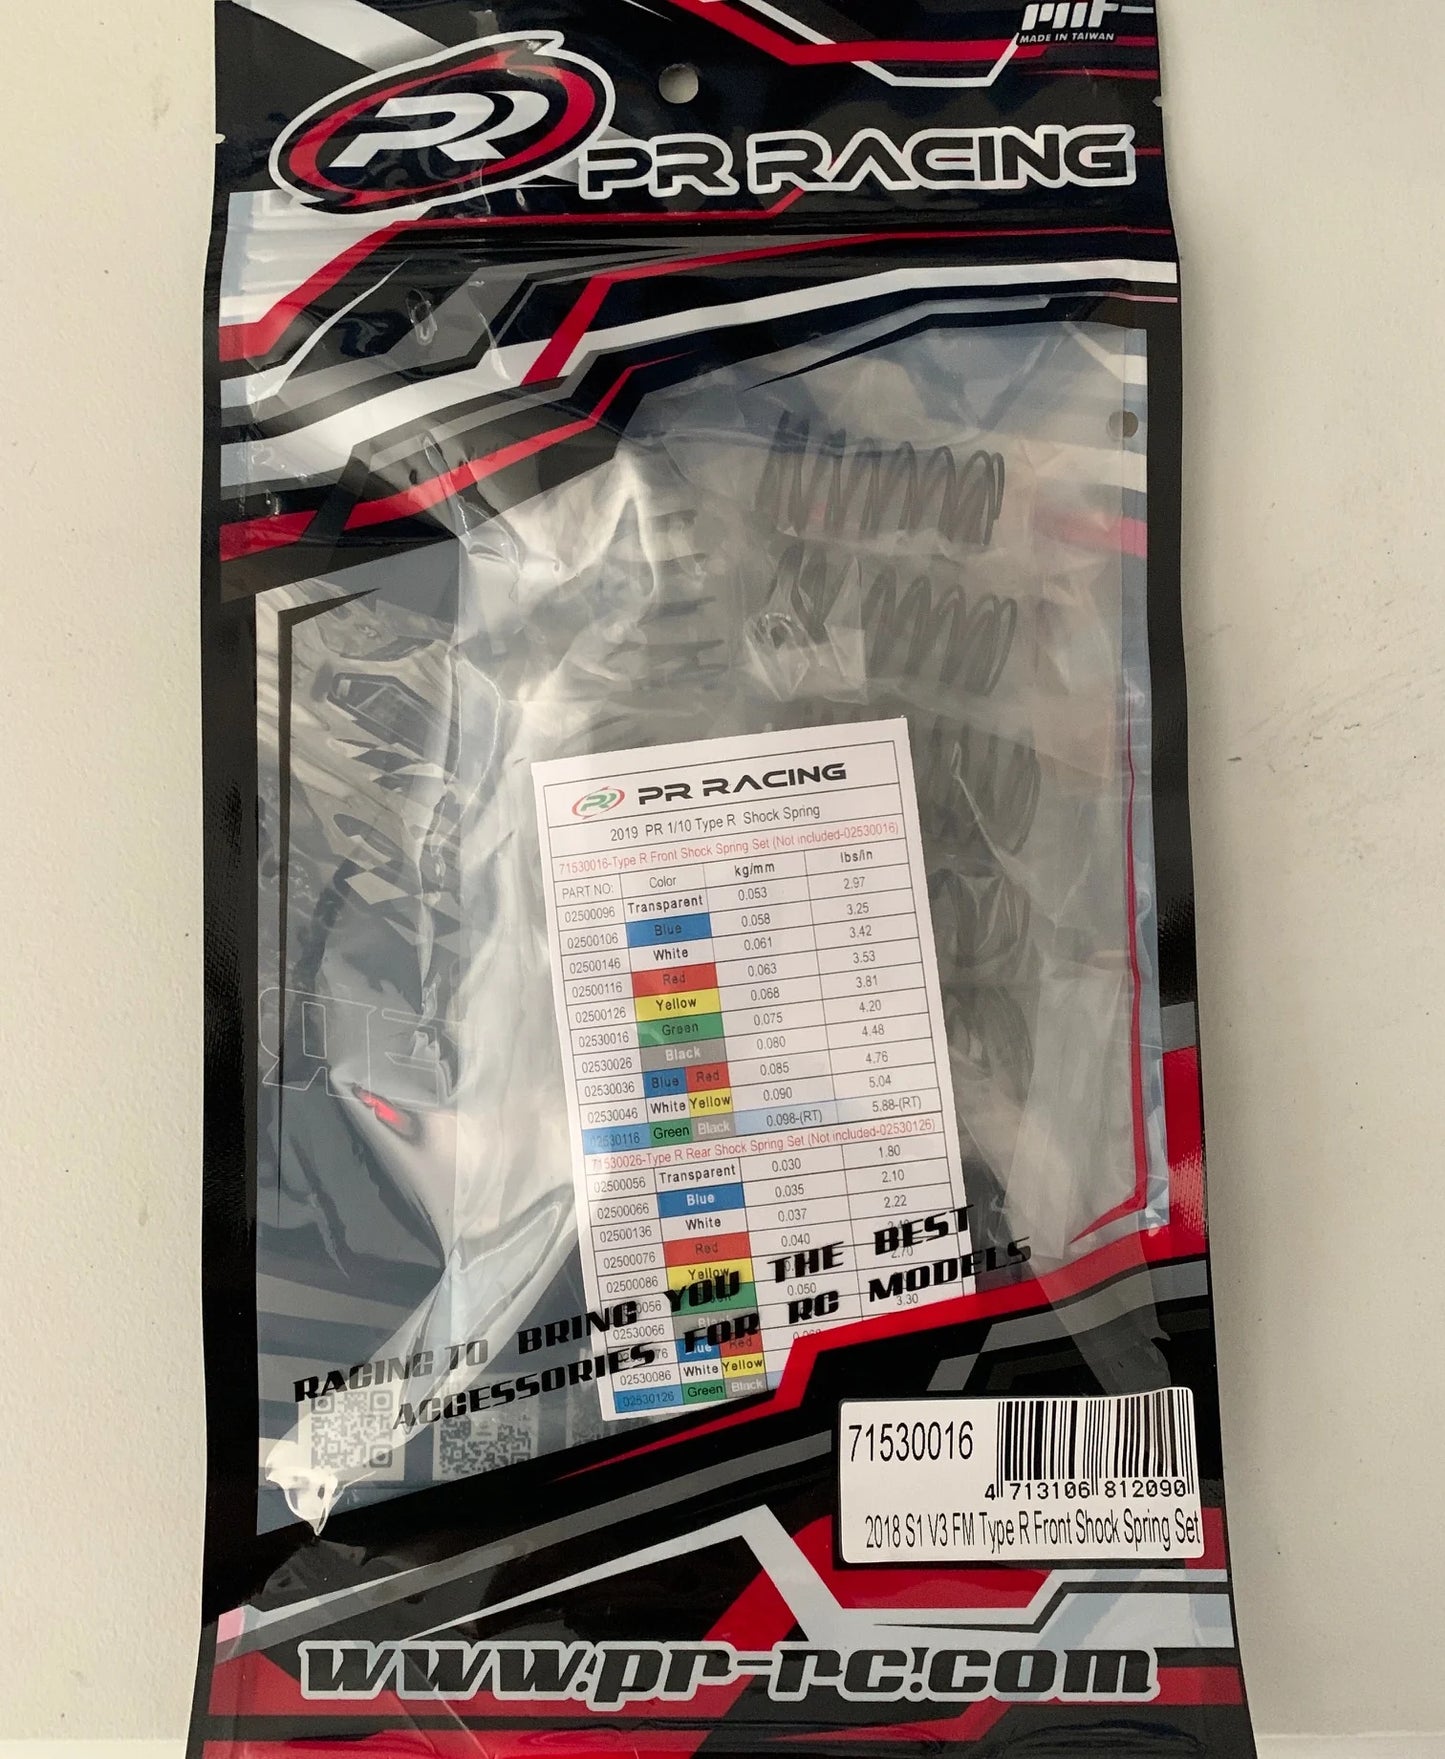 MIT
MADE IN TAIWAN
PR RACING
PR RACING
2019 PR 1/10 Type R Shock Spring
71530016-Type R Front Shock Spring Set (Not included-02530016)
PART NO: Color kg/mm lbs/in
02500096 Transparent 0.053 2.97
02500106 Blue 0.058 3.25
02500146 White 0.061 3.42
02500116 Red 0.063 3.53
02500126 Yellow 0.068 3.81
02530016 Green 0.075 4.20
02530026 Black 0.080 4.48
02530036 Blue Red 0.085 4.76
02530046 White Yellow 0.090 5.04
02530116 Green Black 0.098-(RT) 5.88-(RT)
71530026-Type R Rear Shock Spring Set (Not included-02530126)
02500056 Transparent 0.030 1.80
02500066 Blue 0.035 2.10
02500136 White 0.037 2.22
02500076 Red 0.040
02500086 Yellow 2.70
0.050
02530066 3.30
Blue Red
02530086 White Yellow
02530126 Green Black
RACING TO BRING YOU THE BEST
ACCESSORIES FOR RC MODELS
71530016
4 713106 812090
2018 S1 V3 FM Type R Front Shock Spring Set
www.pr-rc.com